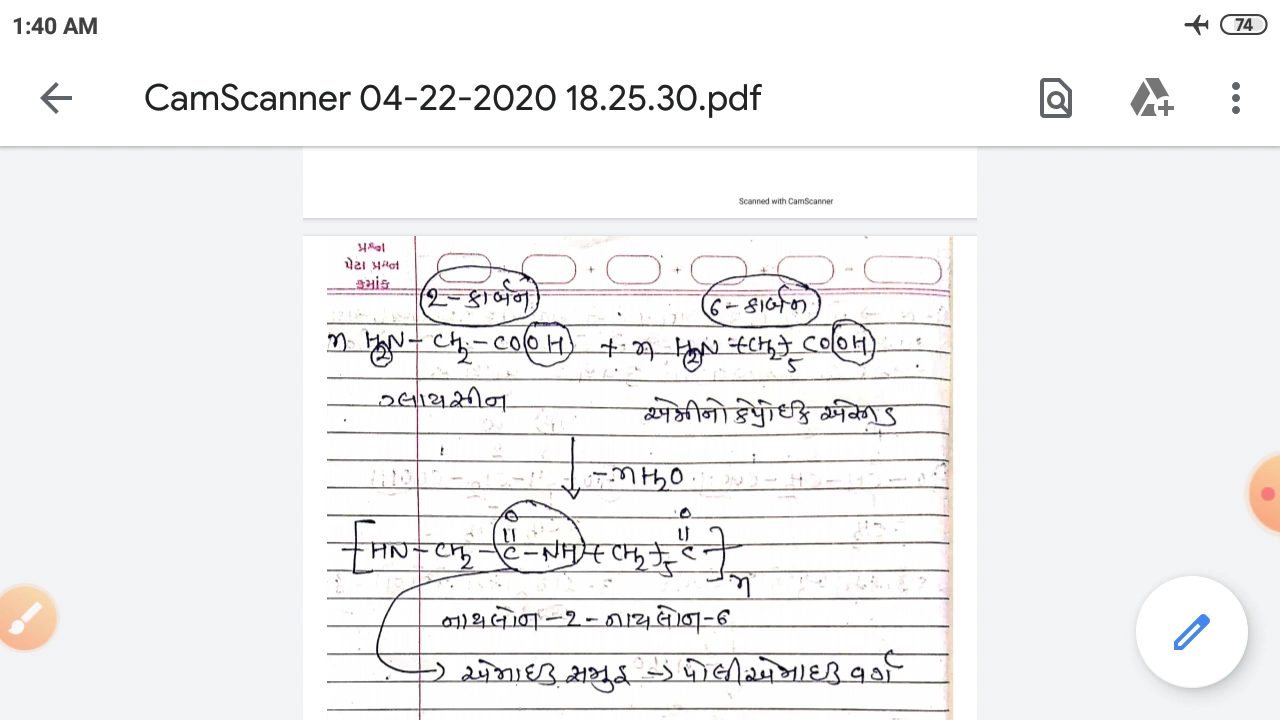 1:40 AM
74
CamScanner 04-22-2020 18.25.30.pdf
Scanned with CamScanner
પ્રશ્ન
પેટા પ્રશ્ન
ક્રમાંક
+ + + + -
2-કાર્બન 6-કાર્બન
n H2N-CH2-COOH + n H2N-(CH2)5-COOH
ગ્લાયસીન એમીનો કેપ્રોઈક એસિડ
-nH2O
O O
|| ||
[HN-CH2-C-NH-(CH2)5-C]n
નાયલોન-2-નાયલોન-6
→ એમાઇડ સમુહ → પોલીએમાઇડ વર્ગ